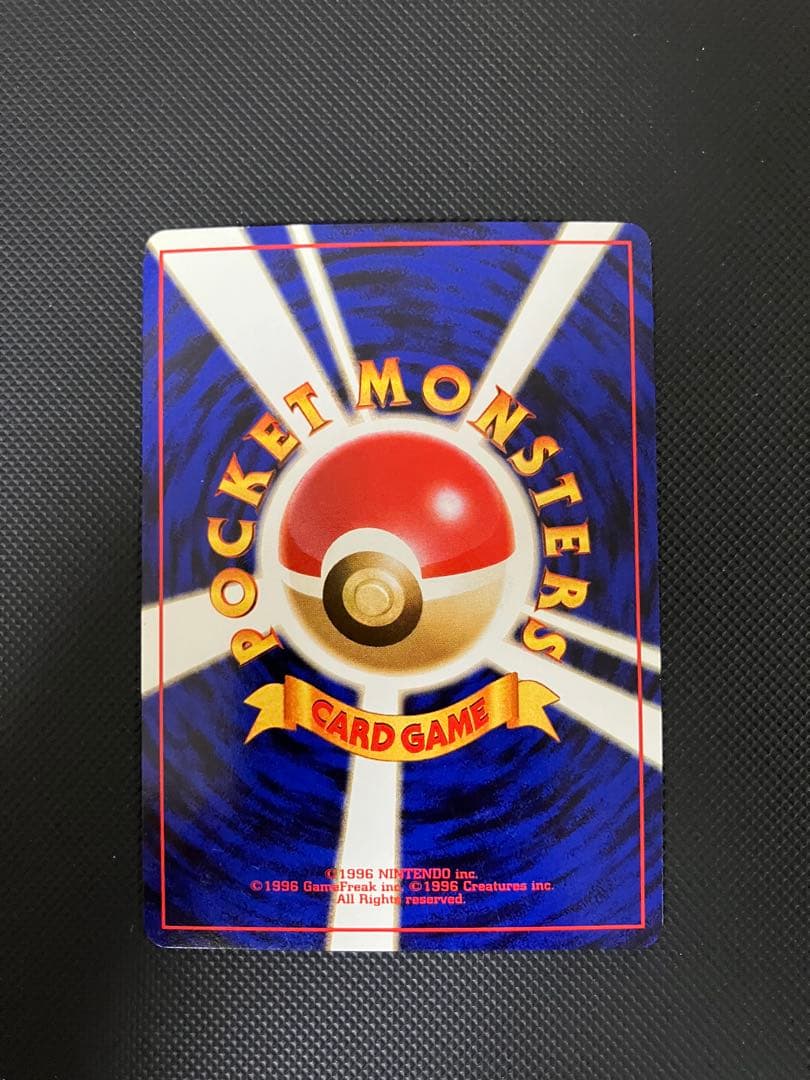 POCKET MONSTERS
CARD GAME
©1996 NINTENDO inc.
©1996 GameFreak inc. ©1996 Creatures inc.
All Rights reserved.